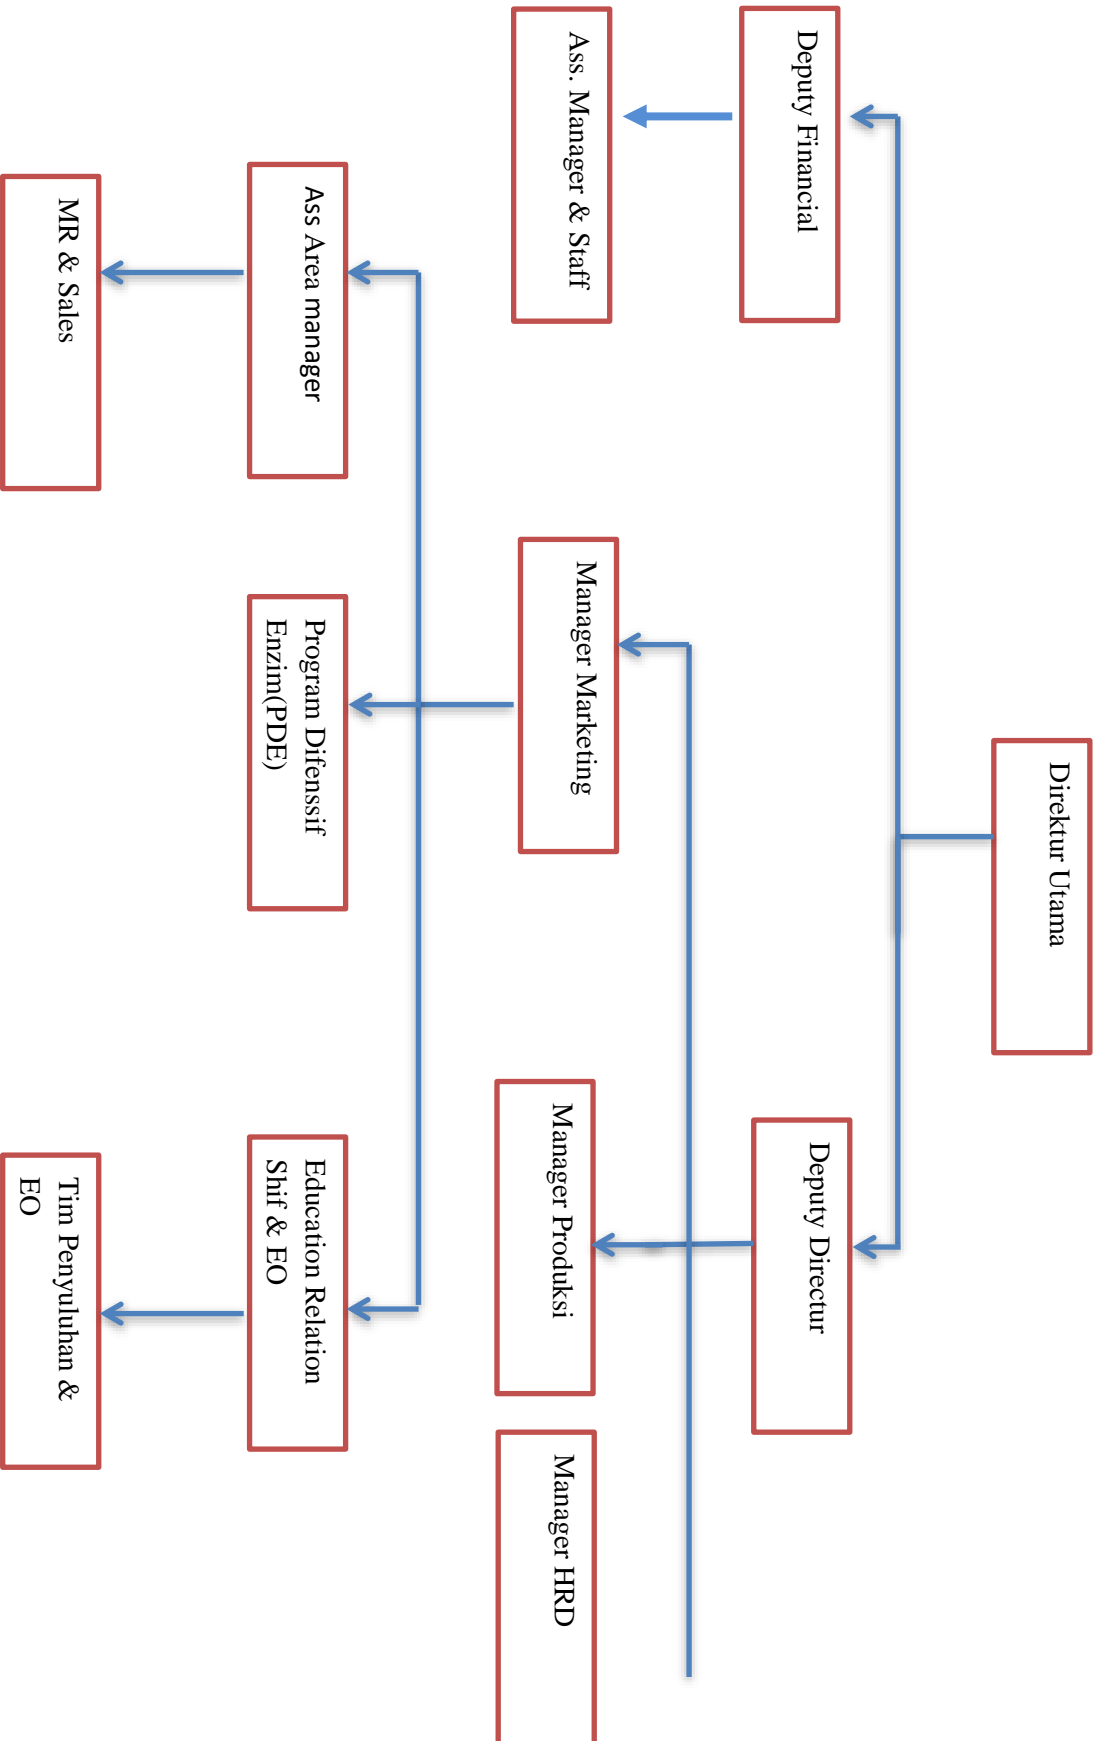 Direktur Utama
Deputy Financial
Deputy Directur
Ass. Manager & Staff
Manager Marketing
Manager Produksi
Manager HRD
Ass Area manager
Program Difenssif
Enzim(PDE)
Education Relation
Shif & EO
MR & Sales
Tim Penyuluhan &
EO